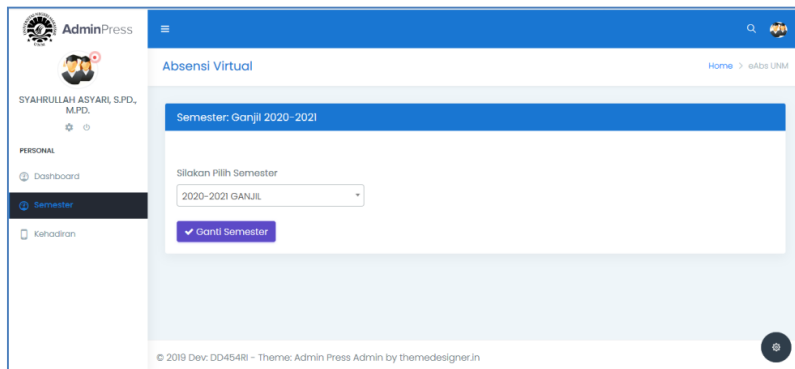 AdminPress
SYAHRULLAH ASYARI, S.PD.,
M.PD.
PERSONAL
Dashboard
Semester
Kehadiran
Absensi Virtual
Home > eAbs UNM
Semester: Ganjil 2020-2021
Silakan Pilih Semester
2020-2021 GANJIL
Ganti Semester
© 2019 Dev: DD454RI - Theme: Admin Press Admin by themedesigner.in